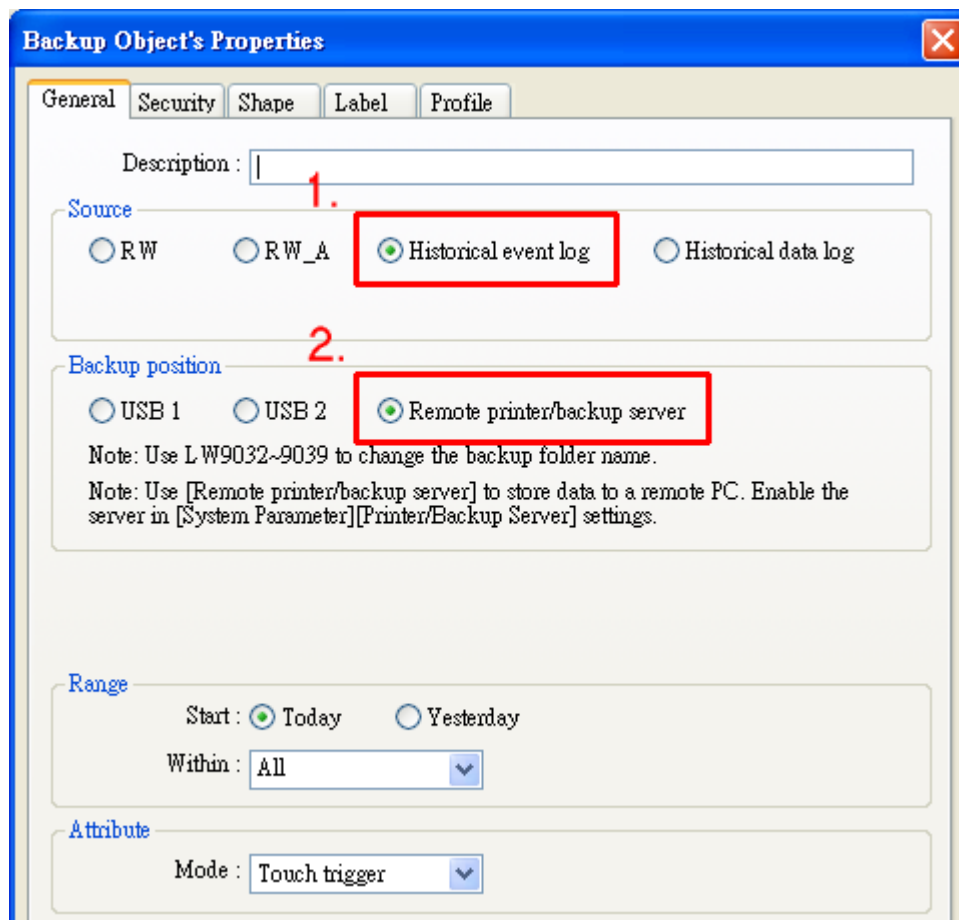 Backup Object's Properties
General Security Shape Label Profile
Description :
1.
Source
RW RW_A Historical event log Historical data log
2.
Backup position
USB 1 USB 2 Remote printer/backup server
Note: Use LW9032~9039 to change the backup folder name.
Note: Use [Remote printer/backup server] to store data to a remote PC. Enable the
server in [System Parameter][Printer/Backup Server] settings.
Range
Start : Today Yesterday
Within : All
Attribute
Mode : Touch trigger